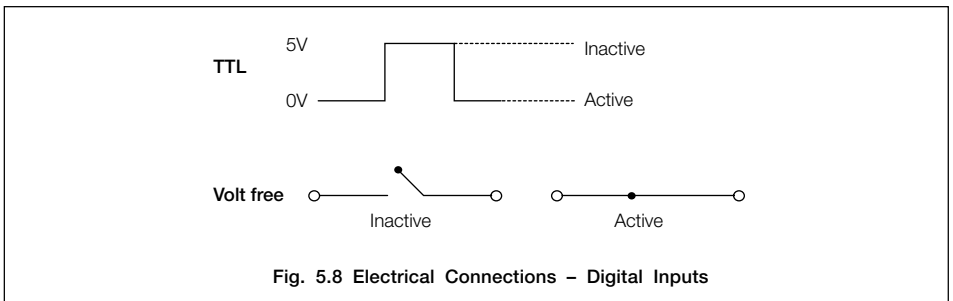 5V
Inactive
TTL
0V
Active
Volt free
Inactive
Active
Fig. 5.8 Electrical Connections – Digital Inputs